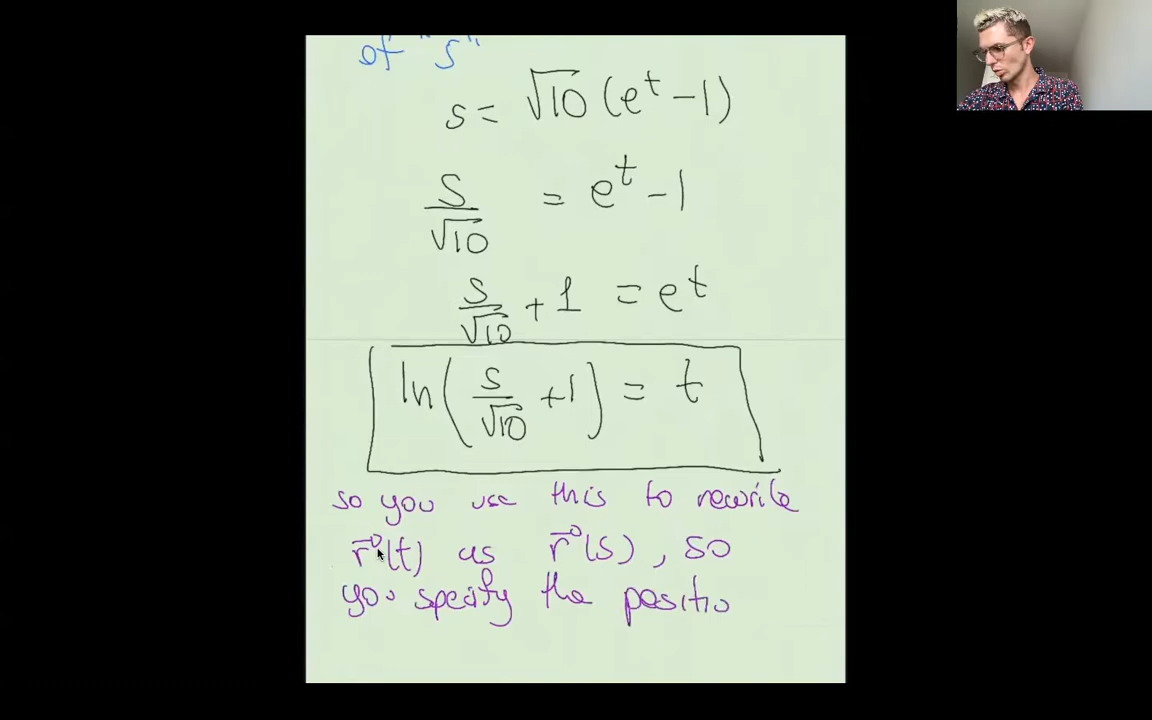 of "s"
s = √10 (e^t - 1)
s/√10 = e^t - 1
s/√10 + 1 = e^t
ln(s/√10 + 1) = t
so you use this to rewrite
r⃗(t) as r⃗(s), so
you specify the positio